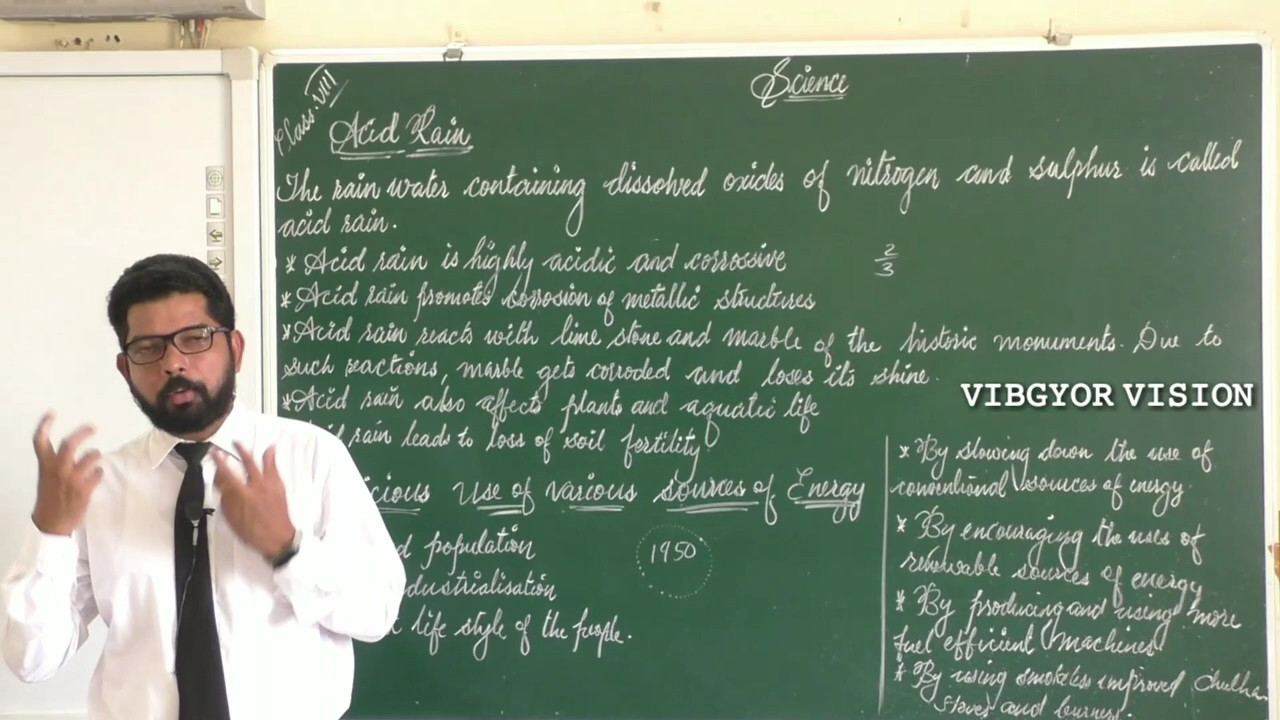 Science
Class. VIII
Acid Rain
The rain water containing dissolved oxides of nitrogen and sulphur is called
acid rain.
* Acid rain is highly acidic and corrossive
2
3
* Acid rain promotes corrosion of metallic structures
* Acid rain reacts with lime stone and marble of the historic monuments. Due to
such reactions, marble gets corroded and loses its shine.
* Acid rain also affects plants and aquatic life
rain leads to loss of soil fertility
Use of various sources of Energy
population
1950
life style of the people.
VIBGYOR VISION
* By slowing down the use of
conventional sources of energy.
* By encouraging the uses of
renewable sources of energy
* By producing and using more
fuel efficient machines
* By using smokeless improved chulha
stoves and burners.